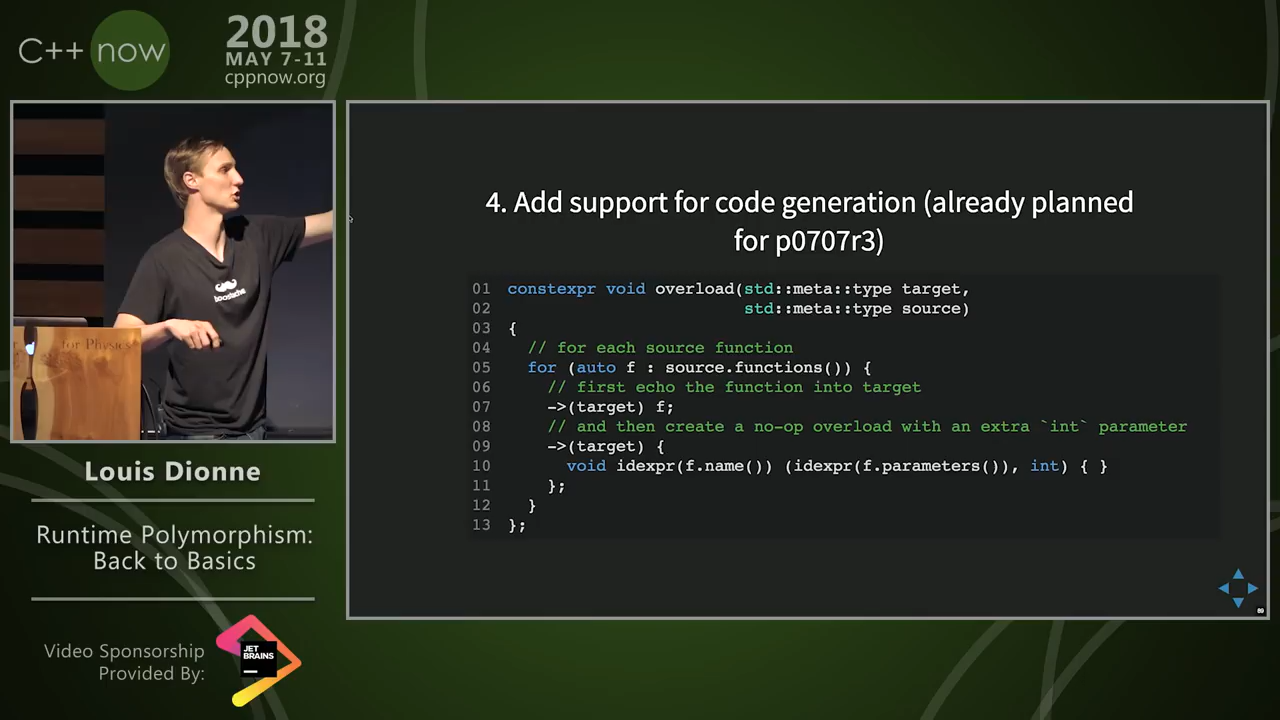 C++ now
2018
MAY 7-11
cppnow.org
boostache
for Physics
Louis Dionne
Runtime Polymorphism:
Back to Basics
Video Sponsorship
Provided By:
JET
BRAINS
4. Add support for code generation (already planned
for p0707r3)
01 constexpr void overload(std::meta::type target,
02 std::meta::type source)
03 {
04 // for each source function
05 for (auto f : source.functions()) {
06 // first echo the function into target
07 ->(target) f;
08 // and then create a no-op overload with an extra `int` parameter
09 ->(target) {
10 void idexpr(f.name()) (idexpr(f.parameters()), int) { }
11 };
12 }
13 };